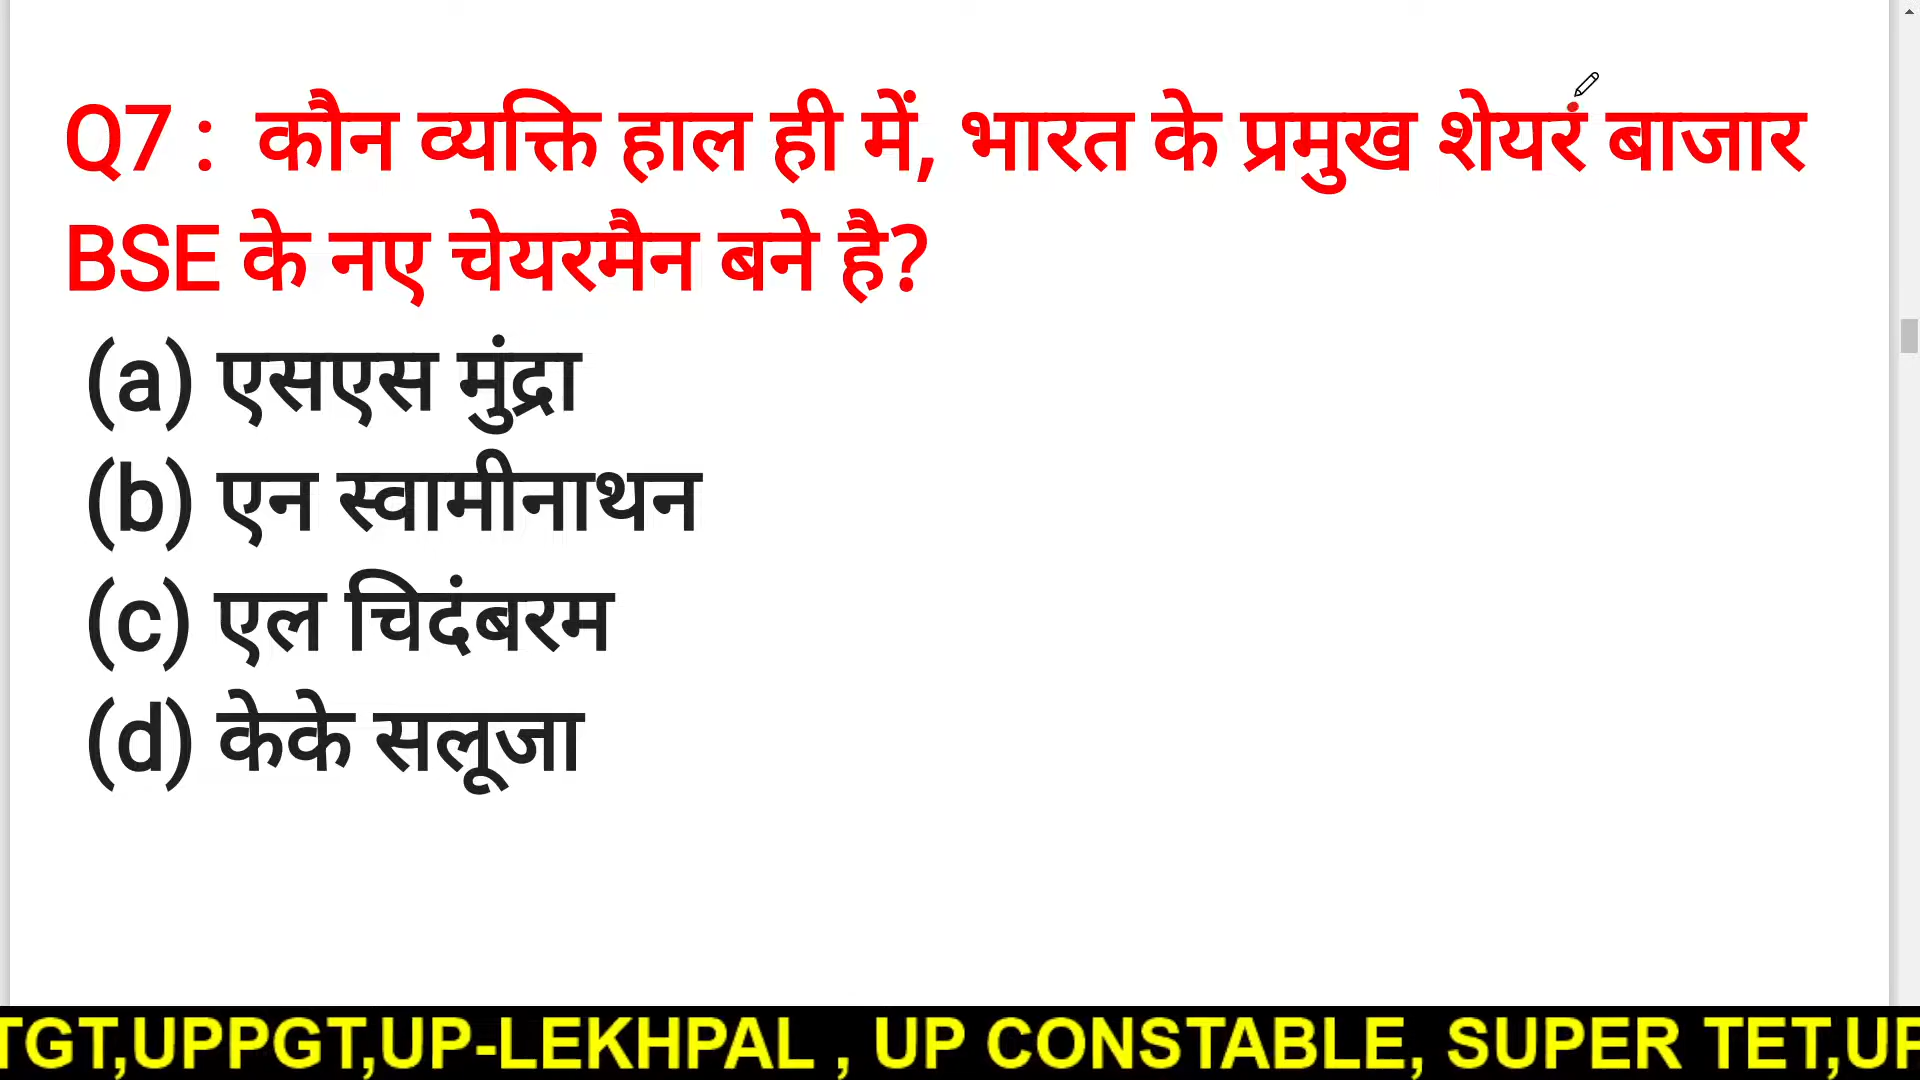 Q7 : कौन व्यक्ति हाल ही में, भारत के प्रमुख शेयर बाजार
BSE के नए चेयरमैन बने है?
(a) एसएस मुंद्रा
(b) एन स्वामीनाथन
(c) एल चिदंबरम
(d) केके सलूजा
TGT,UPPGT,UP-LEKHPAL , UP CONSTABLE, SUPER TET,UP